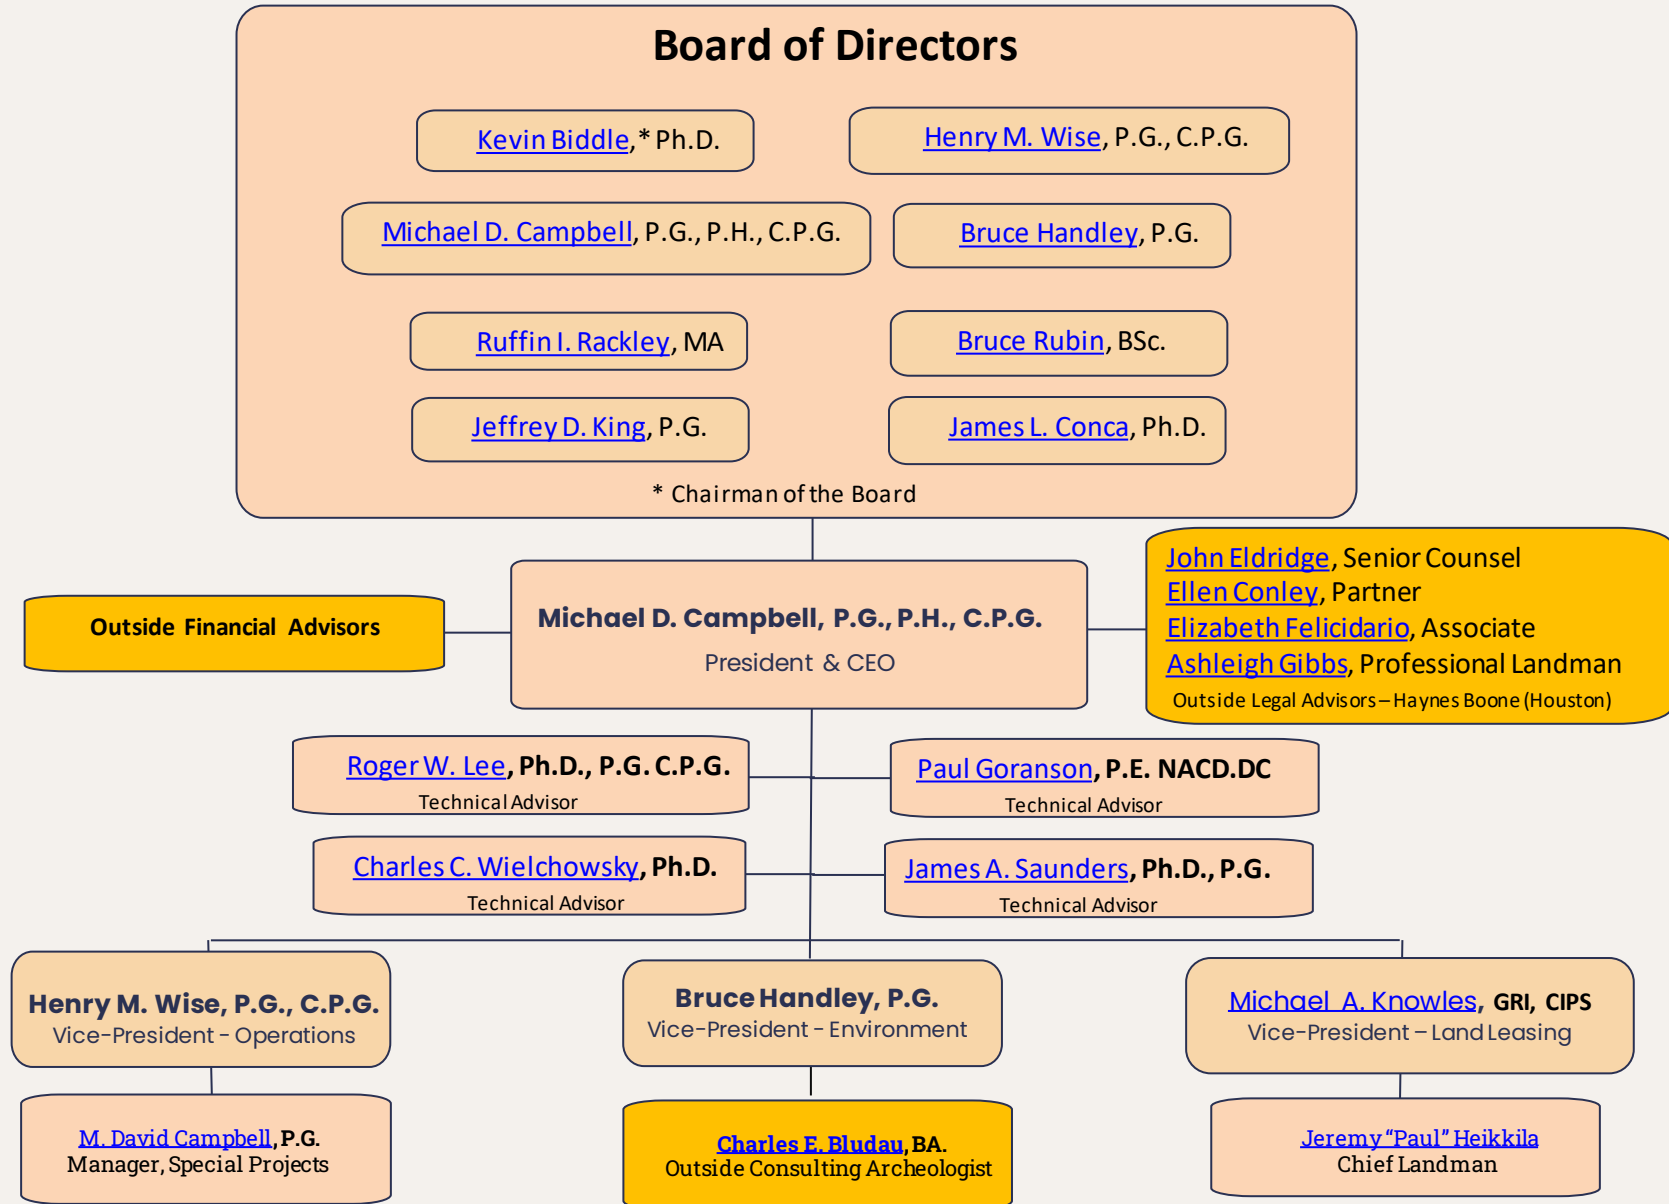 Board of Directors
Kevin Biddle,* Ph.D.
Henry M. Wise, P.G., C.P.G.
Michael D. Campbell, P.G., P.H., C.P.G.
Bruce Handley, P.G.
Ruffin I. Rackley, MA
Bruce Rubin, BSc.
Jeffrey D. King, P.G.
James L. Conca, Ph.D.
* Chairman of the Board
Outside Financial Advisors
Michael D. Campbell, P.G., P.H., C.P.G.
President & CEO
John Eldridge, Senior Counsel
Ellen Conley, Partner
Elizabeth Felicidario, Associate
Ashleigh Gibbs, Professional Landman
Outside Legal Advisors – Haynes Boone (Houston)
Roger W. Lee, Ph.D., P.G. C.P.G.
Technical Advisor
Paul Goranson, P.E. NACD.DC
Technical Advisor
Charles C. Wielchowsky, Ph.D.
Technical Advisor
James A. Saunders, Ph.D., P.G.
Technical Advisor
Henry M. Wise, P.G., C.P.G.
Vice-President - Operations
Bruce Handley, P.G.
Vice-President - Environment
Michael A. Knowles, GRI, CIPS
Vice-President – Land Leasing
M. David Campbell, P.G.
Manager, Special Projects
Charles E. Bludau, BA.
Outside Consulting Archeologist
Jeremy “Paul” Heikkila
Chief Landman